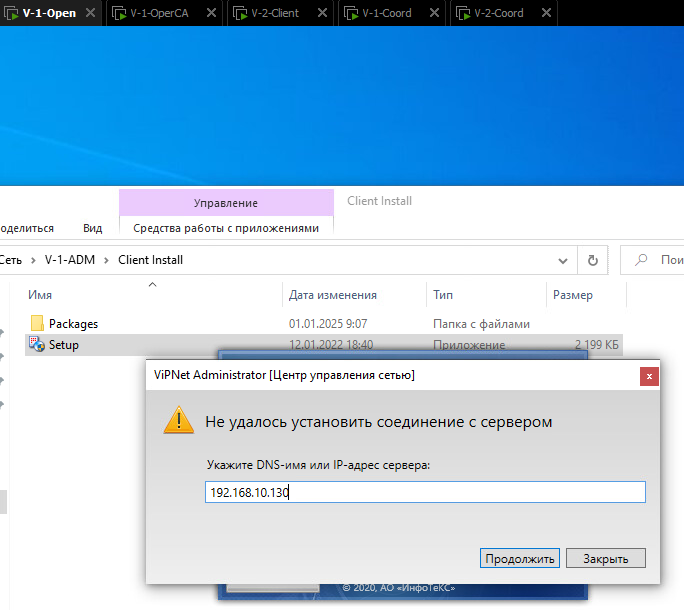 V-1-Open V-1-OperCA V-2-Client V-1-Coord V-2-Coord
Управление Client Install
оделиться Вид Средства работы с приложениями
Сеть V-1-ADM Client Install Пои
Имя Дата изменения Тип Размер
Packages 01.01.2025 9:07 Папка с файлами
Setup 12.01.2022 18:40 Приложение 2 199 КБ
ViPNet Administrator [Центр управления сетью]
Не удалось установить соединение с сервером
Укажите DNS-имя или IP-адрес сервера:
192.168.10.130
Продолжить Закрыть
© 2020, АО «ИнфоТеКС»